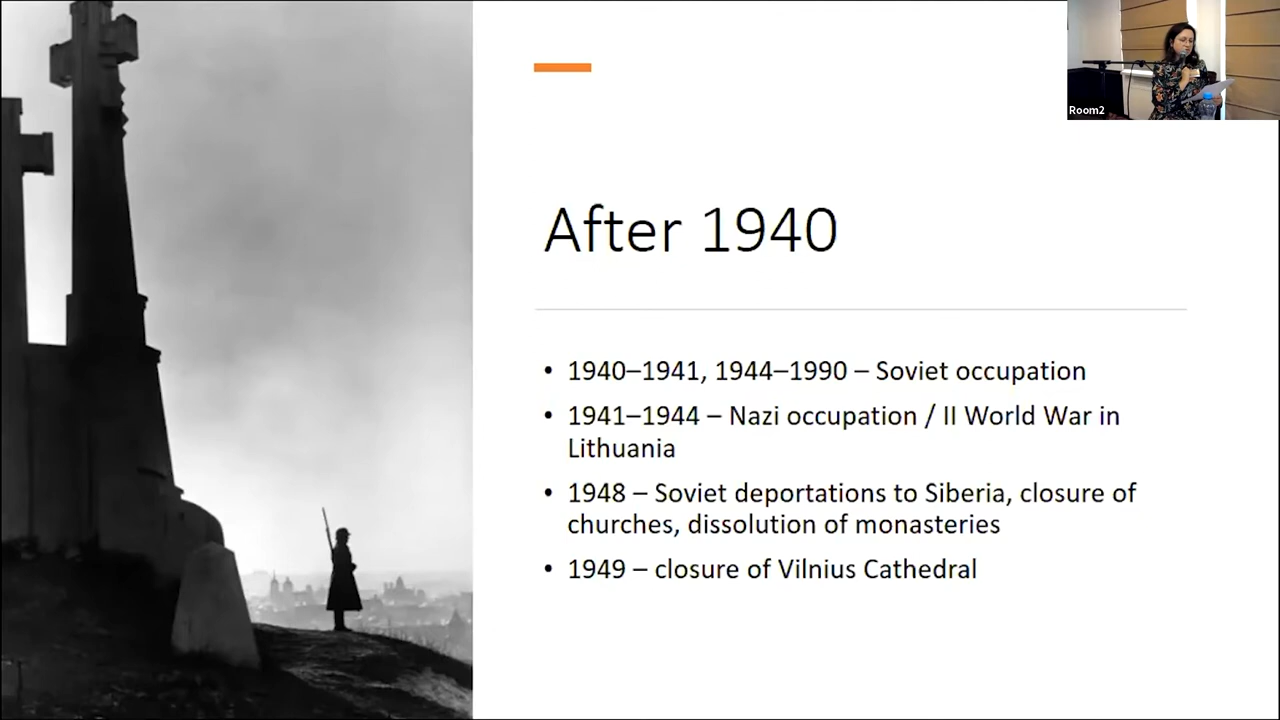 Room2
After 1940
• 1940–1941, 1944–1990 – Soviet occupation
• 1941–1944 – Nazi occupation / II World War in
Lithuania
• 1948 – Soviet deportations to Siberia, closure of
churches, dissolution of monasteries
• 1949 – closure of Vilnius Cathedral